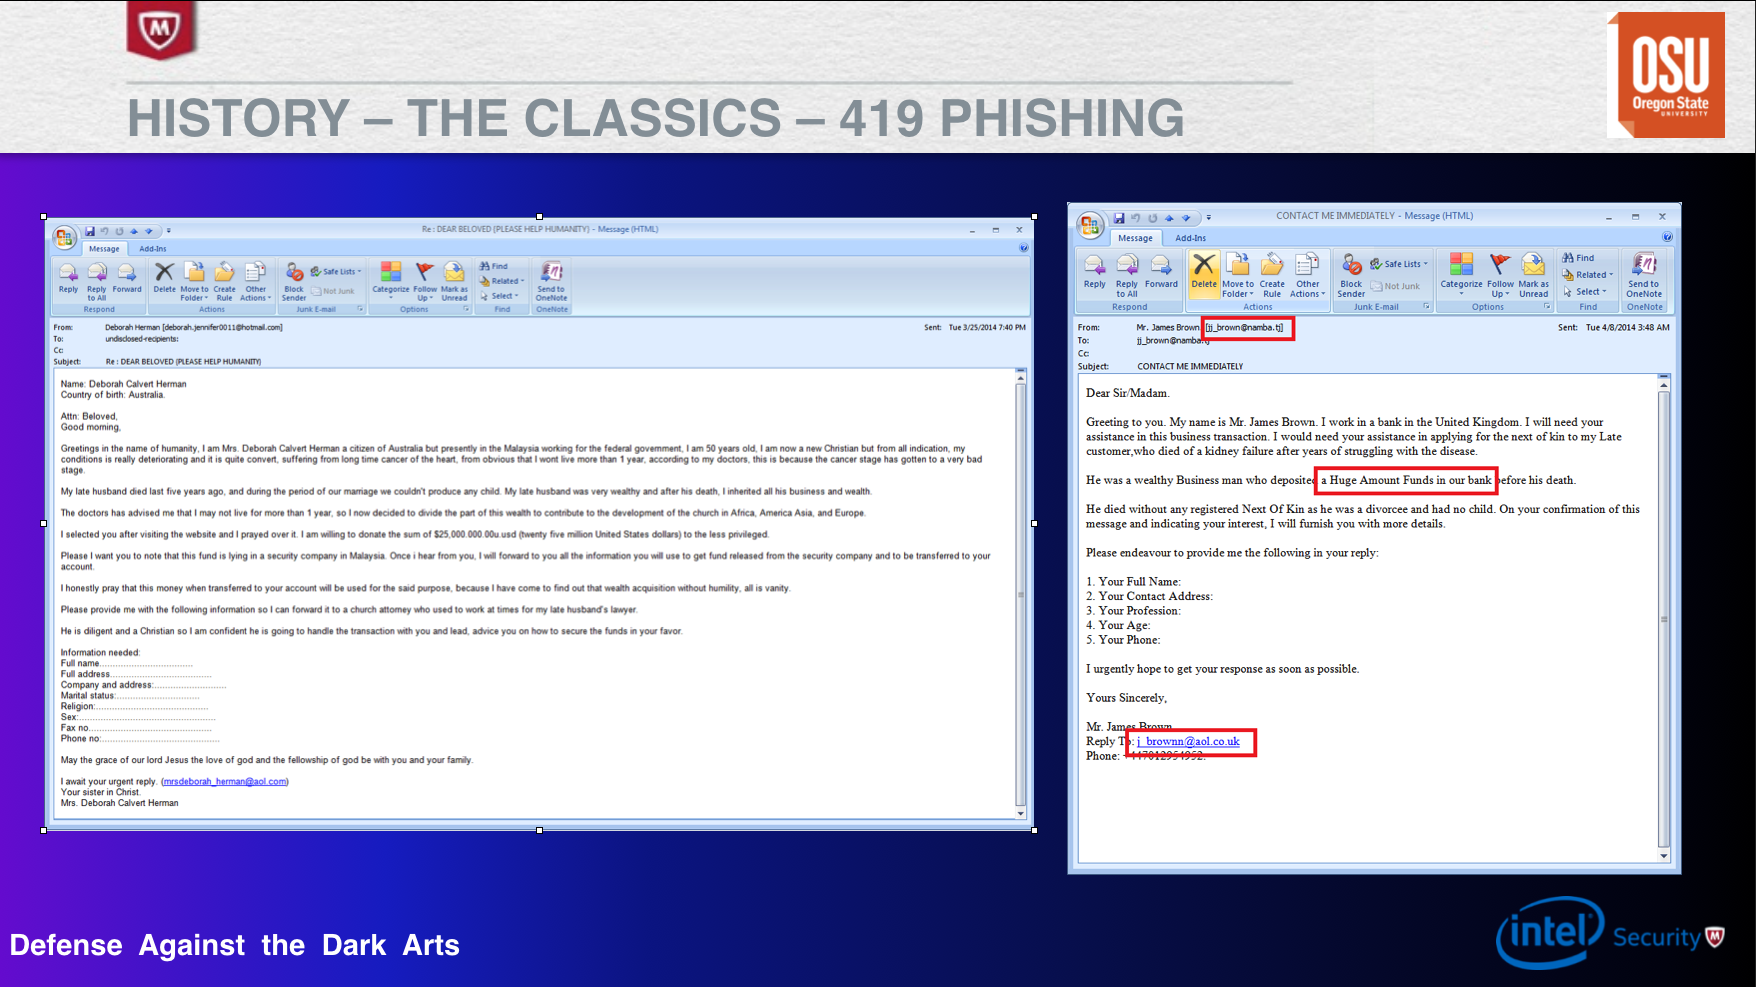 M
OSU
Oregon State
UNIVERSITY
HISTORY – THE CLASSICS – 419 PHISHING
Re : DEAR BELOVED (PLEASE HELP HUMANITY) - Message (HTML)
Message Add-Ins
Reply Reply to All Forward Delete Move to Folder Create Rule Other Actions Block Sender Safe Lists Not Junk Categorize Follow Up Mark as Unread Find Related Select Send to OneNote
Respond Actions Junk E-mail Options Find OneNote
From: Deborah Herman [deborah.jennifer0011@hotmail.com] Sent: Tue 3/25/2014 7:40 PM
To: undisclosed-recipients:
Cc:
Subject: Re : DEAR BELOVED (PLEASE HELP HUMANITY)
Name: Deborah Calvert Herman
Country of birth: Australia.
Attn: Beloved,
Good morning,
Greetings in the name of humanity, I am Mrs. Deborah Calvert Herman a citizen of Australia but presently in the Malaysia working for the federal government, I am 50 years old, I am now a new Christian but from all indication, my
conditions is really deteriorating and it is quite convert, suffering from long time cancer of the heart, from obvious that I wont live more than 1 year, according to my doctors, this is because the cancer stage has gotten to a very bad
stage.
My late husband died last five years ago, and during the period of our marriage we couldn't produce any child. My late husband was very wealthy and after his death, I inherited all his business and wealth.
The doctors has advised me that I may not live for more than 1 year, so I now decided to divide the part of this wealth to contribute to the development of the church in Africa, America Asia, and Europe.
I selected you after visiting the website and I prayed over it. I am willing to donate the sum of $25,000.000.00u.usd (twenty five million United States dollars) to the less privileged.
Please I want you to note that this fund is lying in a security company in Malaysia. Once i hear from you, I will forward to you all the information you will use to get fund released from the security company and to be transferred to your
account.
I honestly pray that this money when transferred to your account will be used for the said purpose, because I have come to find out that wealth acquisition without humility, all is vanity.
Please provide me with the following information so I can forward it to a church attorney who used to work at times for my late husband's lawyer.
He is diligent and a Christian so I am confident he is going to handle the transaction with you and lead, advice you on how to secure the funds in your favor.
Information needed:
Full name...................................
Full address.......................................
Company and address:...........................
Marital status:...............................
Religion:..........................................
Sex:...................................................
Fax no..............................................
Phone no:............................................
May the grace of our lord Jesus the love of god and the fellowship of god be with you and your family.
I await your urgent reply. (mrsdeborah_herman@aol.com)
Your sister in Christ.
Mrs. Deborah Calvert Herman
CONTACT ME IMMEDIATELY - Message (HTML)
Message Add-Ins
Reply Reply to All Forward Delete Move to Folder Create Rule Other Actions Block Sender Safe Lists Not Junk Categorize Follow Up Mark as Unread Find Related Select Send to OneNote
Respond Actions Junk E-mail Options Find OneNote
From: Mr. James Brown [jj_brown@namba.tj] Sent: Tue 4/8/2014 3:48 AM
To: jj_brown@namba.tj
Cc:
Subject: CONTACT ME IMMEDIATELY
Dear Sir/Madam.
Greeting to you. My name is Mr. James Brown. I work in a bank in the United Kingdom. I will need your
assistance in this business transaction. I would need your assistance in applying for the next of kin to my Late
customer,who died of a kidney failure after years of struggling with the disease.
He was a wealthy Business man who deposited a Huge Amount Funds in our bank before his death.
He died without any registered Next Of Kin as he was a divorcee and had no child. On your confirmation of this
message and indicating your interest, I will furnish you with more details.
Please endeavour to provide me the following in your reply:
1. Your Full Name:
2. Your Contact Address:
3. Your Profession:
4. Your Age:
5. Your Phone:
I urgently hope to get your response as soon as possible.
Yours Sincerely,
Mr. James Brown
Reply To: j_brownn@aol.co.uk
Phone:
Defense Against the Dark Arts
intel Security M